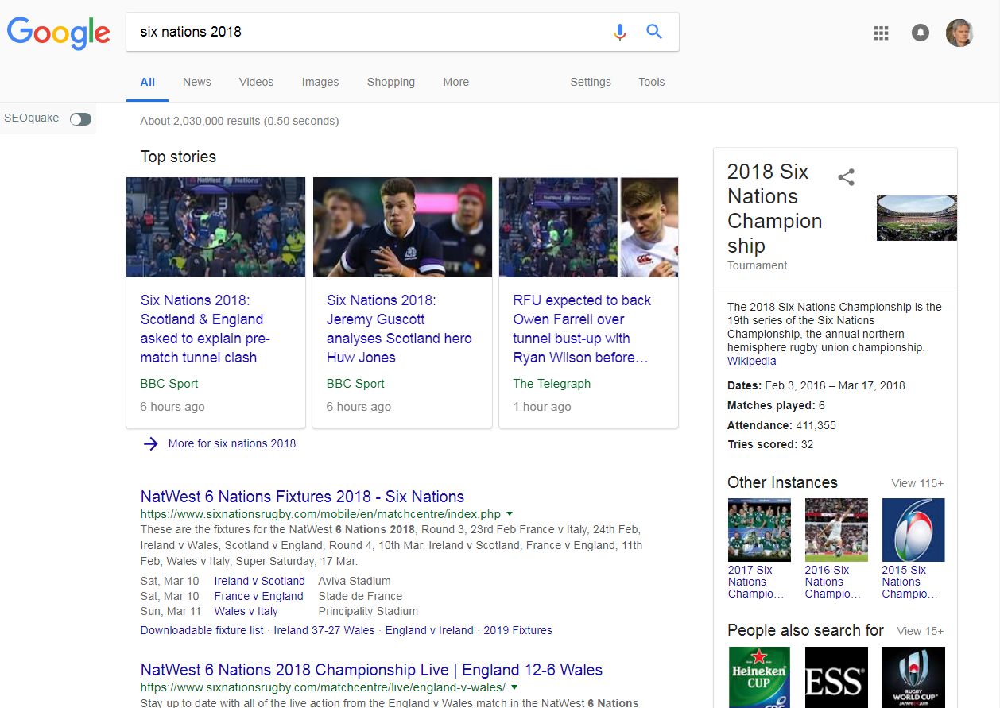 Google
six nations 2018
All News Videos Images Shopping More Settings Tools
SEOquake
About 2,030,000 results (0.50 seconds)
Top stories
Six Nations 2018:
Scotland & England
asked to explain pre-
match tunnel clash
BBC Sport
6 hours ago
Six Nations 2018:
Jeremy Guscott
analyses Scotland hero
Huw Jones
BBC Sport
6 hours ago
RFU expected to back
Owen Farrell over
tunnel bust-up with
Ryan Wilson before…
The Telegraph
1 hour ago
More for six nations 2018
NatWest 6 Nations Fixtures 2018 - Six Nations
https://www.sixnationsrugby.com/mobile/en/matchcentre/index.php
These are the fixtures for the NatWest 6 Nations 2018, Round 3, 23rd Feb France v Italy, 24th Feb,
Ireland v Wales, Scotland v England, Round 4, 10th Mar, Ireland v Scotland, France v England, 11th
Feb, Wales v Italy, Super Saturday, 17 Mar.
Sat, Mar 10 Ireland v Scotland Aviva Stadium
Sat, Mar 10 France v England Stade de France
Sun, Mar 11 Wales v Italy Principality Stadium
Downloadable fixture list · Ireland 37-27 Wales · England v Ireland · 2019 Fixtures
NatWest 6 Nations 2018 Championship Live | England 12-6 Wales
https://www.sixnationsrugby.com/matchcentre/live/england-v-wales/
Stay up to date with all of the live action from the England v Wales match in the NatWest 6 Nations
2018 Six
Nations
Champion
ship
Tournament
The 2018 Six Nations Championship is the
19th series of the Six Nations
Championship, the annual northern
hemisphere rugby union championship.
Wikipedia
Dates: Feb 3, 2018 – Mar 17, 2018
Matches played: 6
Attendance: 411,355
Tries scored: 32
Other Instances View 115+
2017 Six
Nations
Champio…
2016 Six
Nations
Champio…
2015 Six
Nations
Champio…
People also search for View 15+
Heineken
CUP
ESS
RUGBY
WORLD CUP
JAPAN 2019